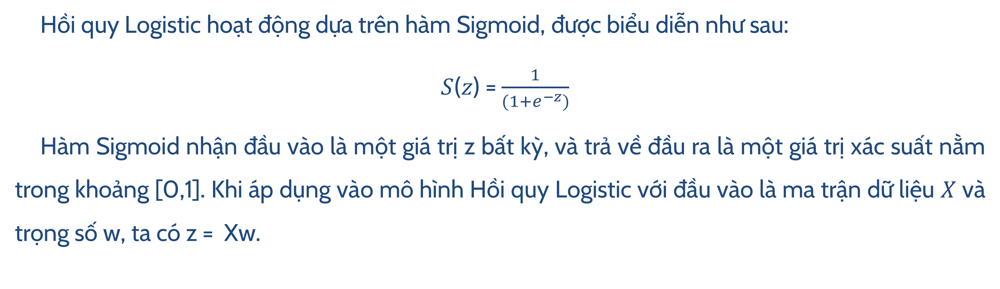 Hồi quy Logistic hoạt động dựa trên hàm Sigmoid, được biểu diễn như sau:
S(z) = 1/(1+e^−z)
Hàm Sigmoid nhận đầu vào là một giá trị z bất kỳ, và trả về đầu ra là một giá trị xác suất nằm
trong khoảng [0,1]. Khi áp dụng vào mô hình Hồi quy Logistic với đầu vào là ma trận dữ liệu X và
trọng số w, ta có z = Xw.